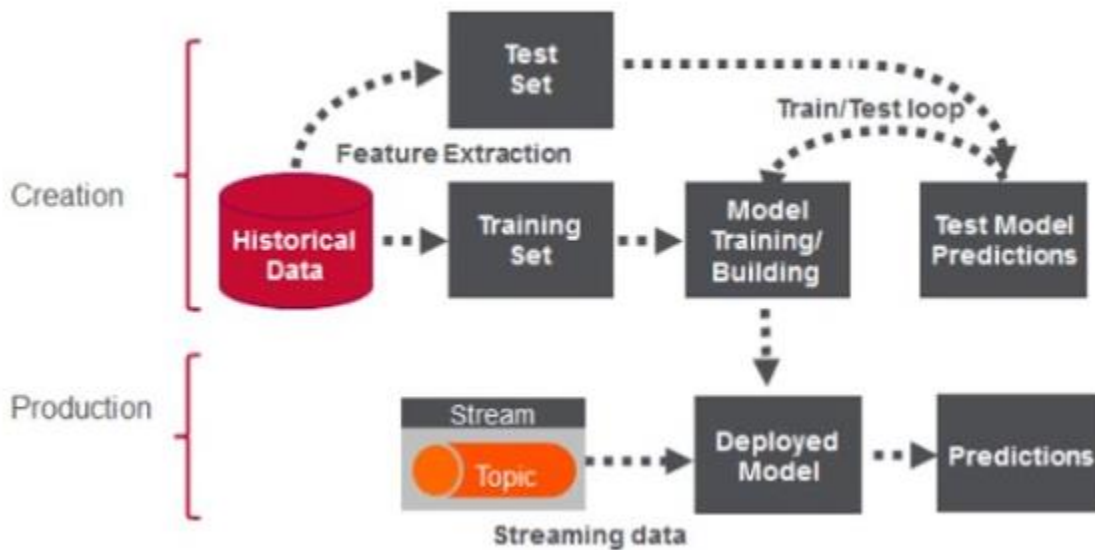 Test
Set
Train/Test loop
Feature Extraction
Creation
Historical
Data
Training
Set
Model
Training/
Building
Test Model
Predictions
Production
Stream
Topic
Deployed
Model
Predictions
Streaming data